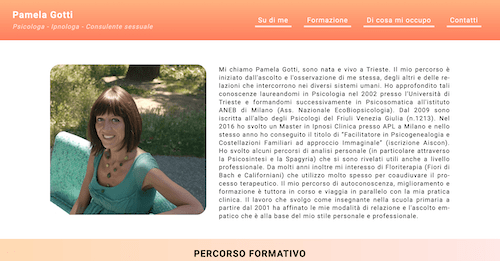 Pamela Gotti
Psicologa - Ipnologa - Consulente sessuale
Su di me
Formazione
Di cosa mi occupo
Contatti
Mi chiamo Pamela Gotti, sono nata e vivo a Trieste. Il mio percorso è
iniziato dall'ascolto e l'osservazione di me stessa, degli altri e delle re-
lazioni che intercorrono nei diversi sistemi umani. Ho approfondito tali
conoscenze laureandomi in Psicologia nel 2002 presso l'Università di
Trieste e formandomi successivamente in Psicosomatica all'istituto
ANEB di Milano (Ass. Nazionale EcoBiopsicologia). Dal 2009 sono
iscritta all'albo degli Psicologi del Friuli Venezia Giulia (n.1213). Nel
2016 ho svolto un Master in Ipnosi Clinica presso APL a Milano e nello
stesso anno ho conseguito il titolo di "Facilitatore in Psicogenealogia e
Costellazioni Familiari ad approccio Immaginale" (iscrizione Aiscon).
Ho svolto alcuni percorsi di analisi personale (in particolare attraverso
la Psicosintesi e la Spagyria) che si sono rivelati utili anche a livello
professionale. Da molti anni inoltre mi interesso di Floriterapia (Fiori di
Bach e Californiani) che utilizzo molto spesso per coaudiuvare il pro-
cesso terapeutico. Il mio percorso di autoconoscenza, miglioramento e
formazione è tuttora in corso e viaggia in parallelo con la mia pratica
clinica. Il lavoro che svolgo come insegnante nella scuola primaria a
partire dal 2001 ha affinato le mie modalità di relazione e l'ascolto em-
patico che è alla base del mio stile personale e professionale.
PERCORSO FORMATIVO